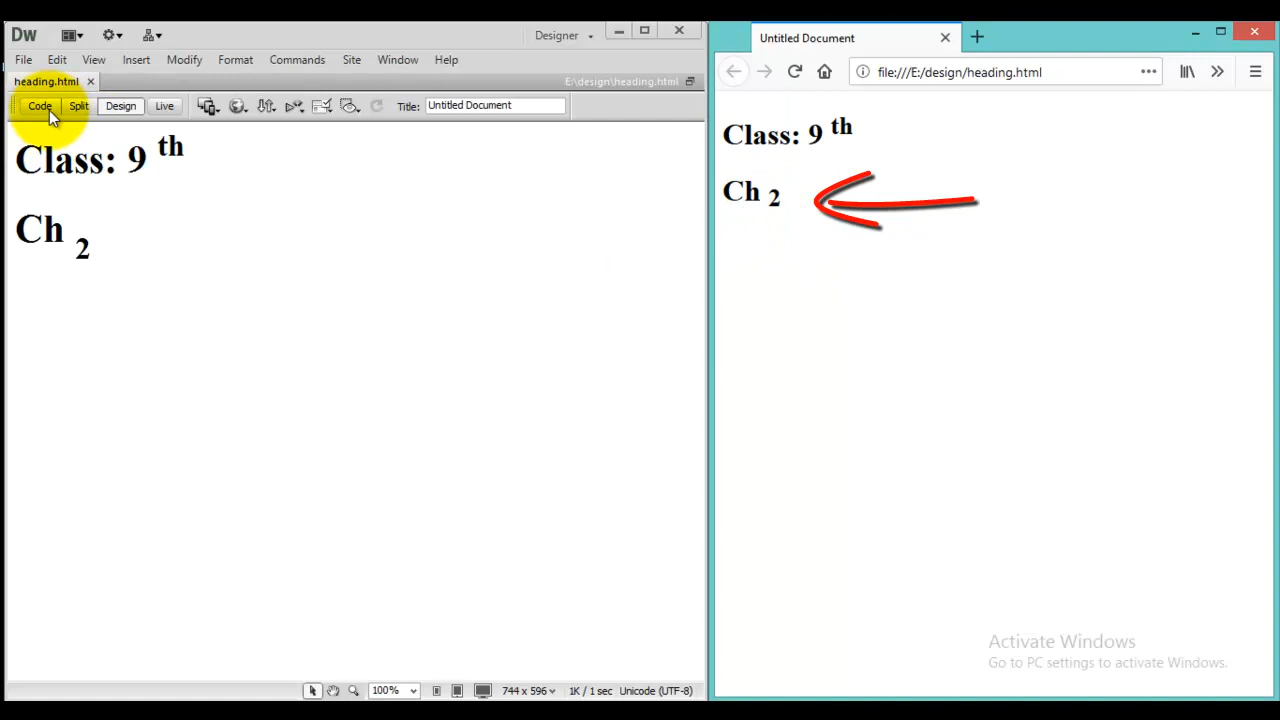 Dw
Designer
File Edit View Insert Modify Format Commands Site Window Help
heading.html
E:\design\heading.html
Code Split Design Live
Title: Untitled Document
Class: 9 th
Ch 2
100%
744 x 596
1K / 1 sec
Unicode (UTF-8)
Untitled Document
file:///E:/design/heading.html
Class: 9 th
Ch 2
Activate Windows
Go to PC settings to activate Windows.